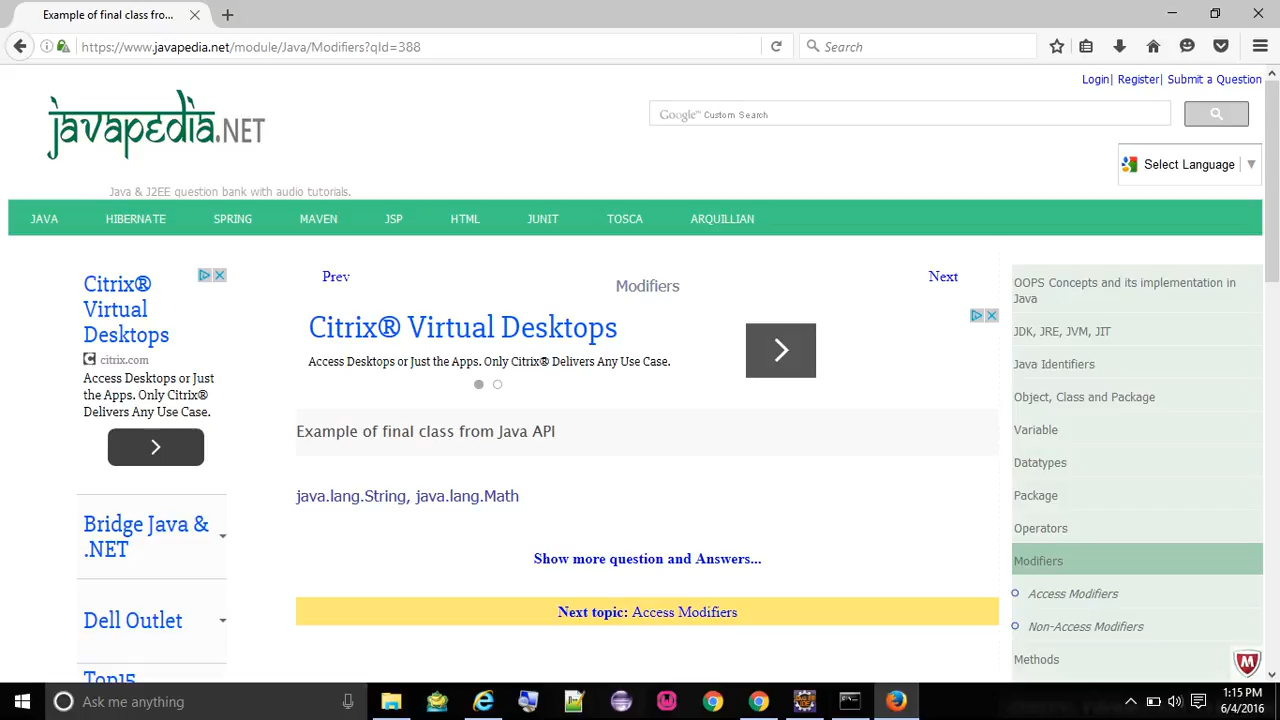 Example of final class fro...
https://www.javapedia.net/module/Java/Modifiers?qId=388
Search
Login| Register| Submit a Question
javapedia.NET
Google™ Custom Search
Select Language
Java & J2EE question bank with audio tutorials.
JAVA HIBERNATE SPRING MAVEN JSP HTML JUNIT TOSCA ARQUILLIAN
Citrix®
Virtual
Desktops
citrix.com
Access Desktops or Just
the Apps. Only Citrix®
Delivers Any Use Case.
Bridge Java &
.NET
Dell Outlet
Top15
Prev
Modifiers
Next
Citrix® Virtual Desktops
Access Desktops or Just the Apps. Only Citrix® Delivers Any Use Case.
Example of final class from Java API
java.lang.String, java.lang.Math
Show more question and Answers...
Next topic: Access Modifiers
OOPS Concepts and its implementation in
Java
JDK, JRE, JVM, JIT
Java Identifiers
Object, Class and Package
Variable
Datatypes
Package
Operators
Modifiers
Access Modifiers
Non-Access Modifiers
Methods
Ask me anything
1:15 PM
6/4/2016